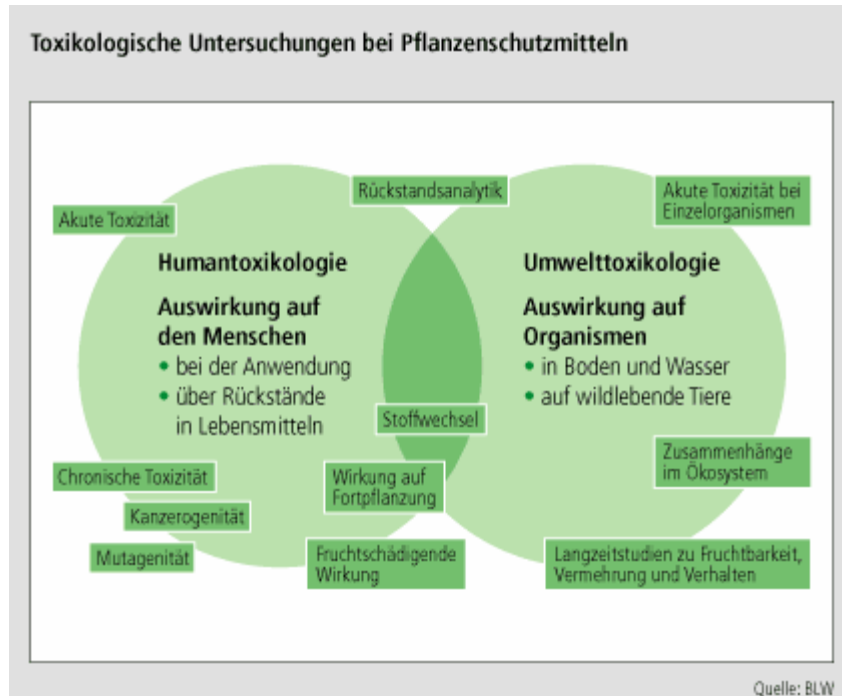 Toxikologische Untersuchungen bei Pflanzenschutzmitteln
Rückstandsanalytik
Akute Toxizität bei
Einzelorganismen
Akute Toxizität
Humantoxikologie
Auswirkung auf
den Menschen
• bei der Anwendung
• über Rückstände
in Lebensmitteln
Umwelttoxikologie
Auswirkung auf
Organismen
• in Boden und Wasser
• auf wildlebende Tiere
Stoffwechsel
Zusammenhänge
im Ökosystem
Chronische Toxizität
Wirkung auf
Fortpflanzung
Kanzerogenität
Mutagenität
Fruchtschädigende
Wirkung
Langzeitstudien zu Fruchtbarkeit,
Vermehrung und Verhalten
Quelle: BLW